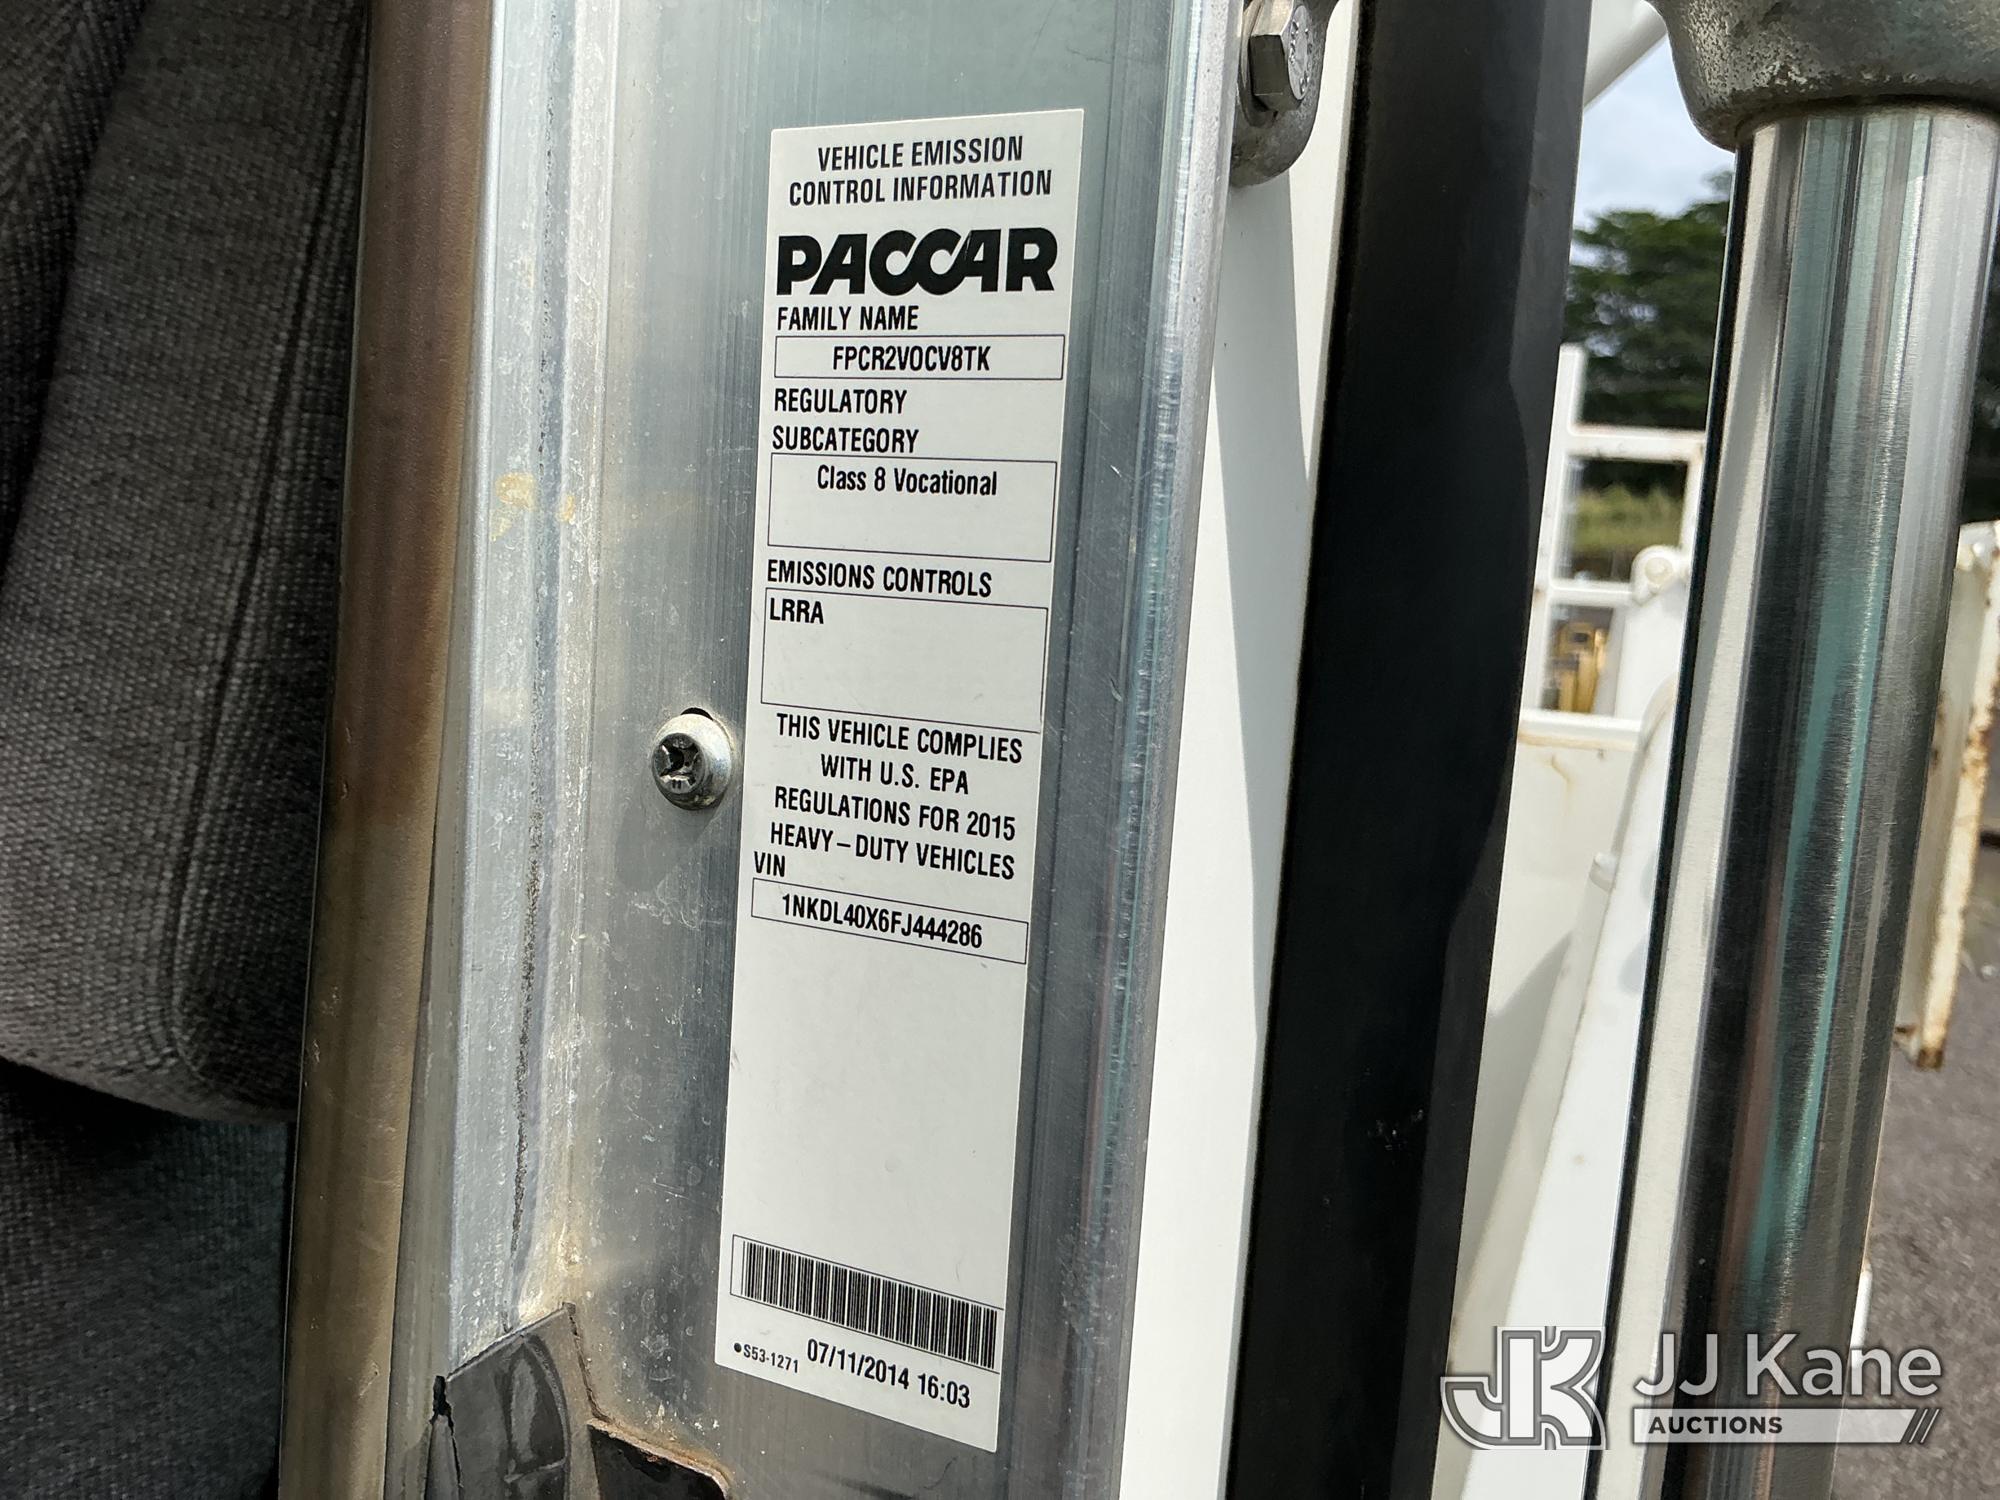 VEHICLE EMISSION
CONTROL INFORMATION
PACCAR
FAMILY NAME
FPCR2VOCV8TK
REGULATORY
SUBCATEGORY
Class 8 Vocational
EMISSIONS CONTROLS
LRRA
THIS VEHICLE COMPLIES
WITH U.S. EPA
REGULATIONS FOR 2015
HEAVY-DUTY VEHICLES
VIN
1NKDL40X6FJ444286
•S53-1271 07/11/2014 16:03
JK JJ Kane
AUCTIONS